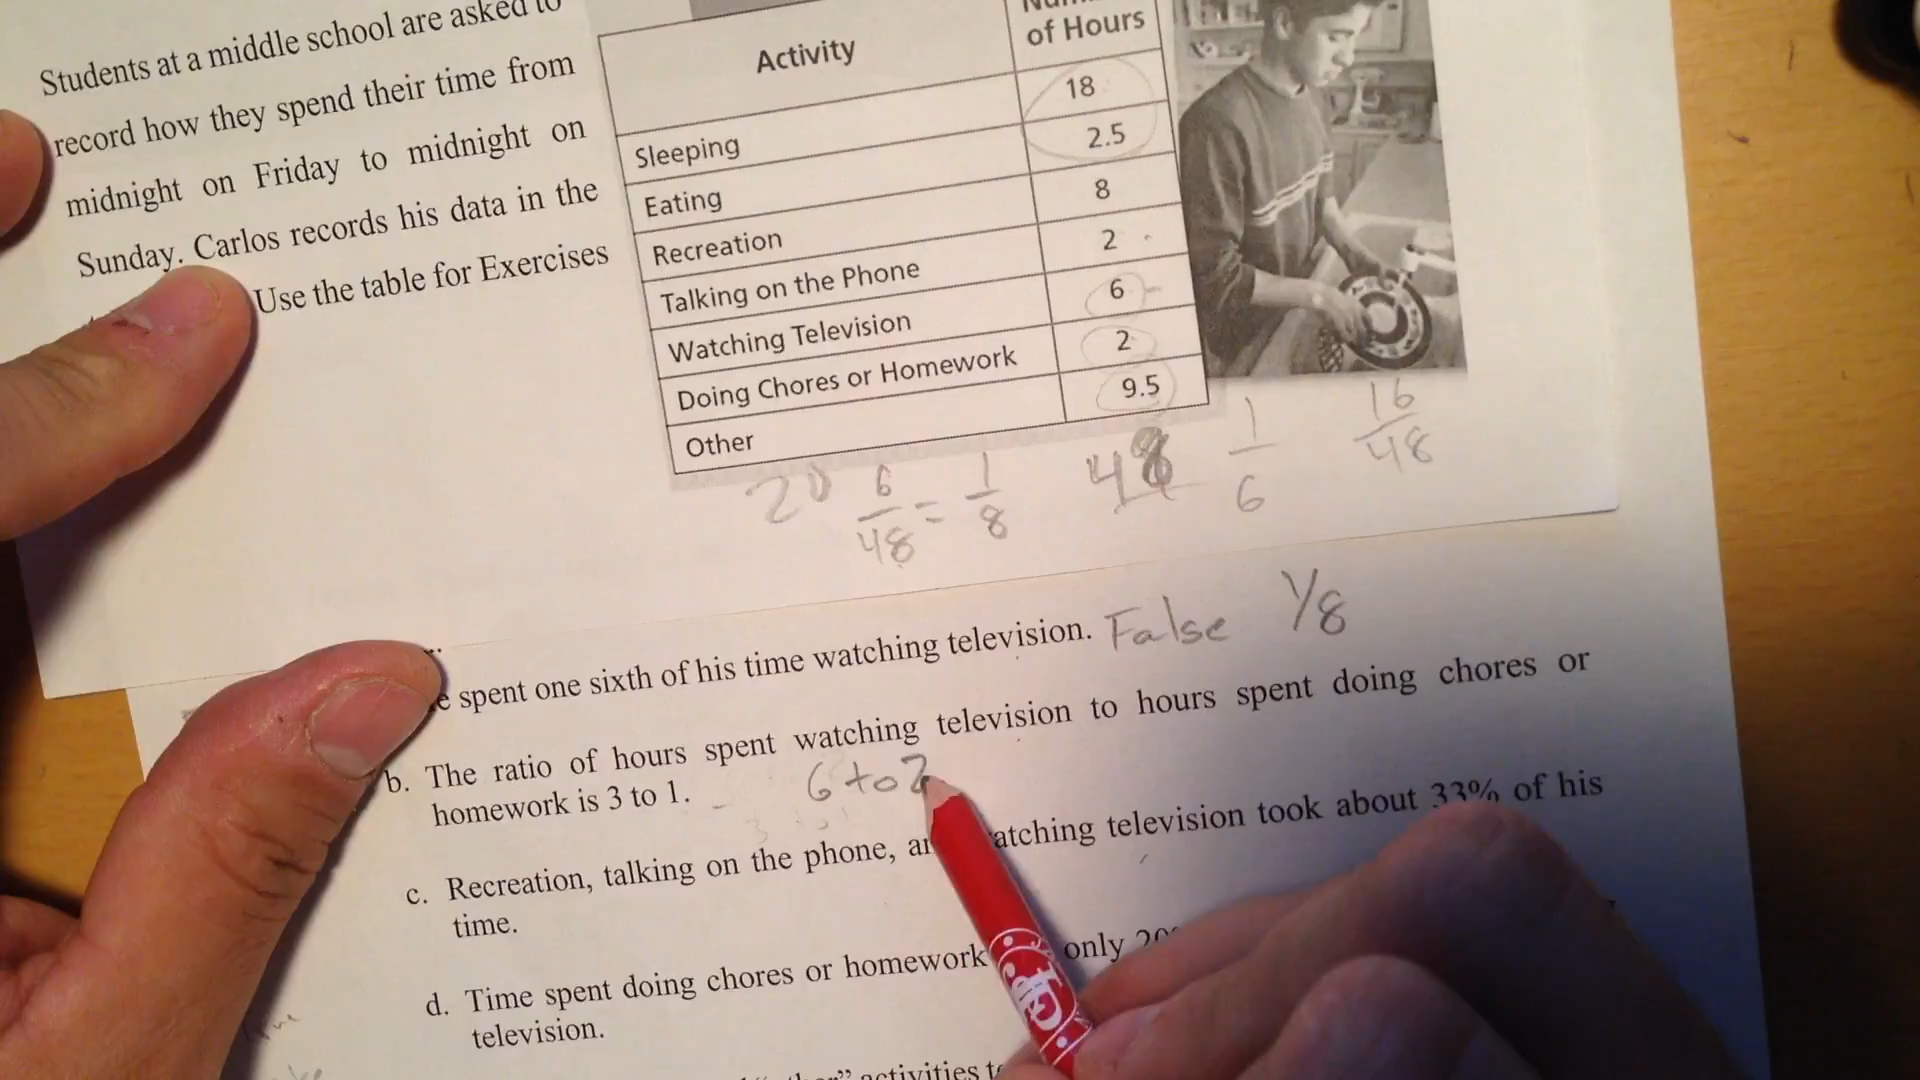 Students at a middle school are asked to
record how they spend their time from
midnight on Friday to midnight on
Sunday. Carlos records his data in the
Use the table for Exercises
Activity
of Hours
Sleeping 18
Eating 2.5
Recreation 8
Talking on the Phone 2
Watching Television 6
Doing Chores or Homework 2
Other 9.5
20 6/48 = 1/8 48 1/6 16/48
spent one sixth of his time watching television. False 1/8
b. The ratio of hours spent watching television to hours spent doing chores or
homework is 3 to 1. 6 to 2
c. Recreation, talking on the phone, watching television took about 33% of his
time.
d. Time spent doing chores or homework only
television.
activities